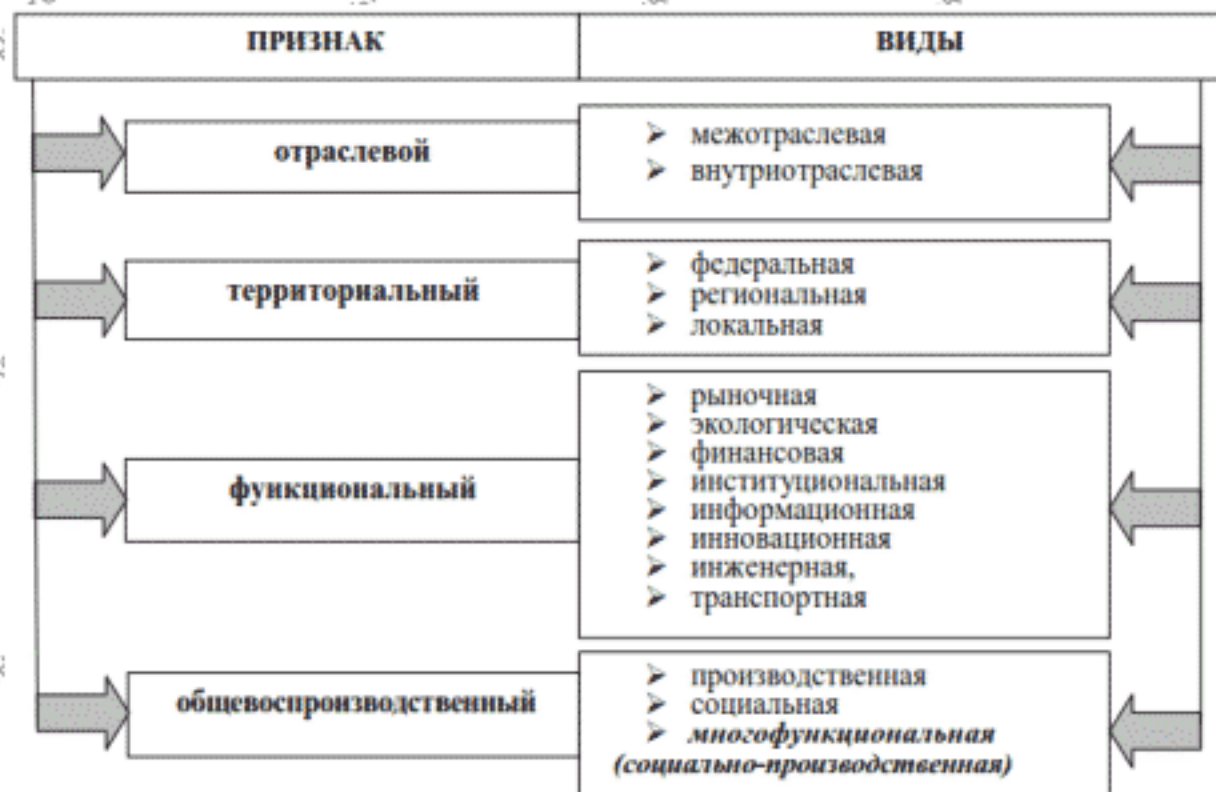 ПРИЗНАК
ВИДЫ
отраслевой
межотраслевая
внутриотраслевая
территориальный
федеральная
региональная
локальная
функциональный
рыночная
экологическая
финансовая
институциональная
информационная
инновационная
инженерная,
транспортная
общевоспроизводственный
производственная
социальная
многофункциональная
(социально-производственная)